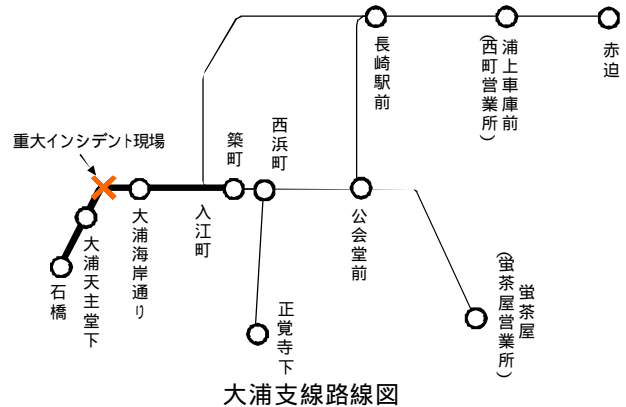 長崎駅前
浦上車庫前
(西町営業所)
赤迫
重大インシデント現場
築町
西浜町
大浦海岸通り
入江町
公会堂前
大浦天主堂下
石橋
正覚寺下
蛍茶屋
(蛍茶屋営業所)
大浦支線路線図